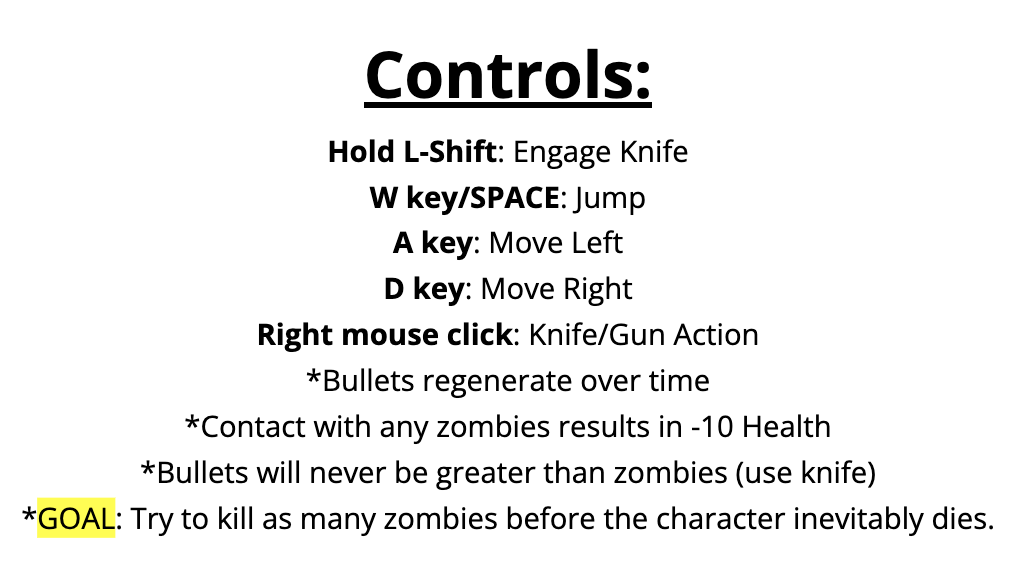 Controls:
Hold L-Shift: Engage Knife
W key/SPACE: Jump
A key: Move Left
D key: Move Right
Right mouse click: Knife/Gun Action
*Bullets regenerate over time
*Contact with any zombies results in -10 Health
*Bullets will never be greater than zombies (use knife)
*GOAL: Try to kill as many zombies before the character inevitably dies.